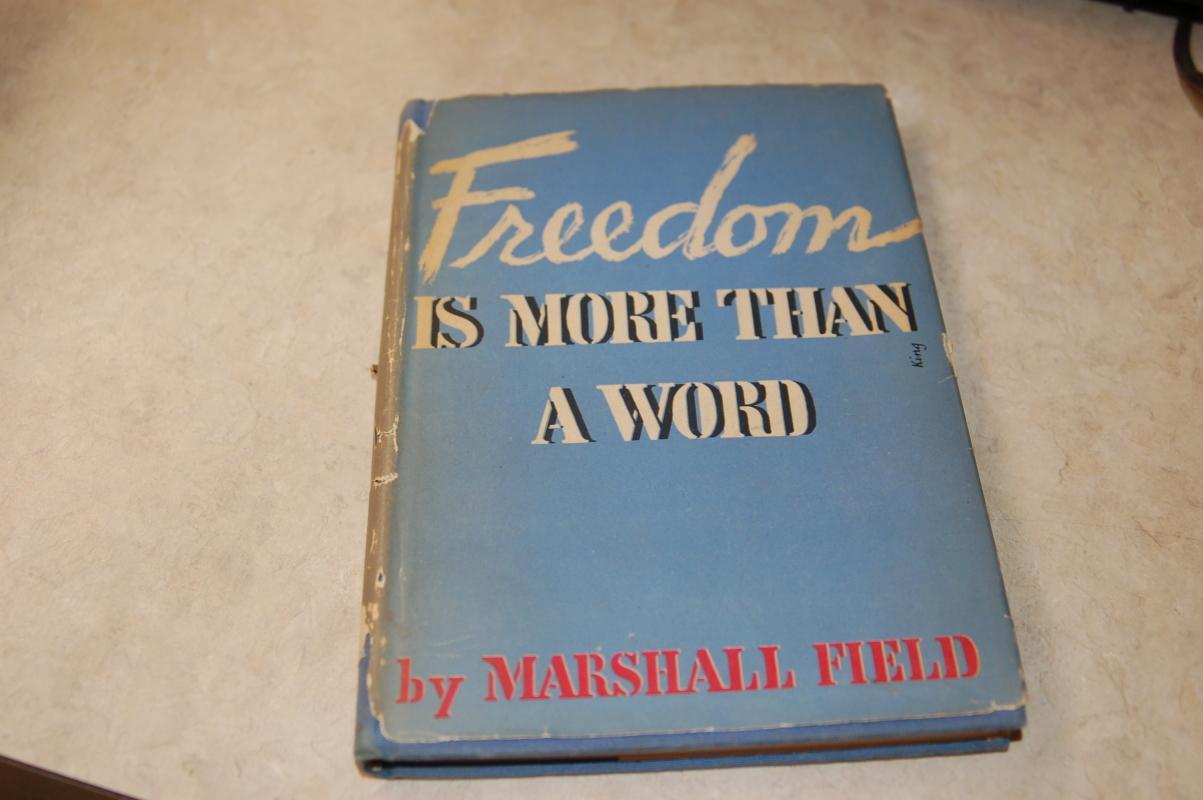 Freedom
IS MORE THAN
King
A WORD
by MARSHALL FIELD